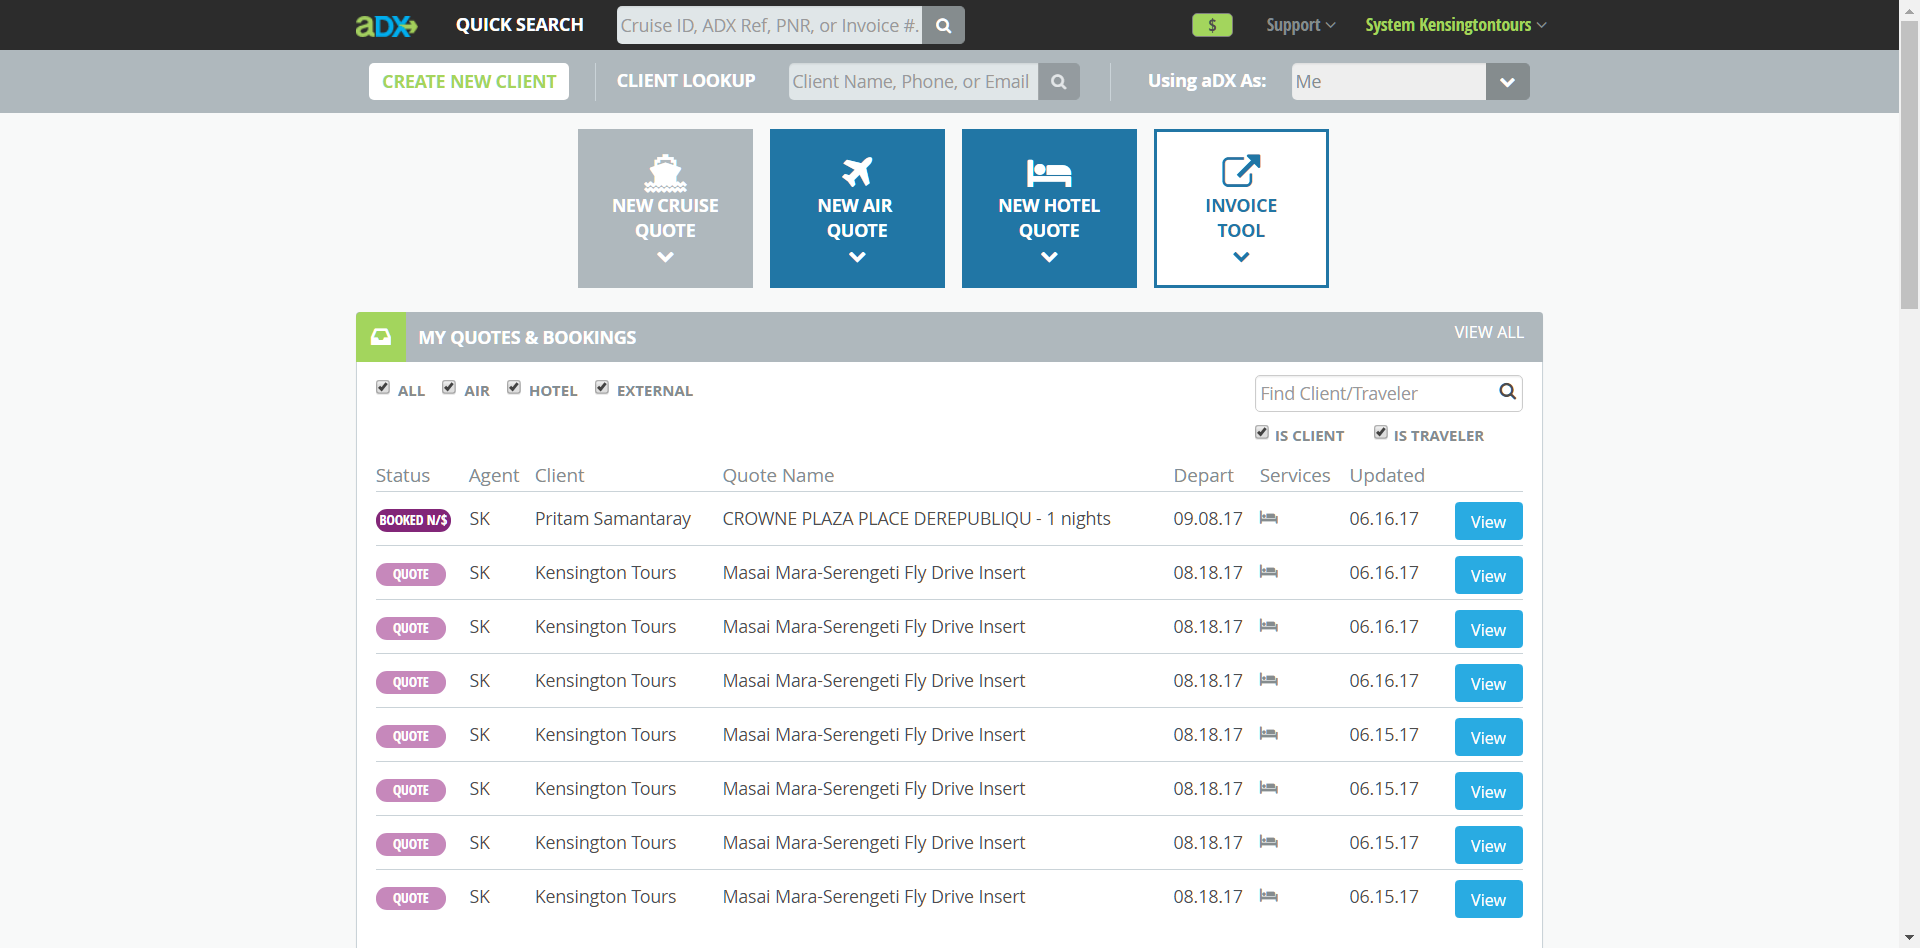 aDX QUICK SEARCH Cruise ID, ADX Ref, PNR, or Invoice #. $ Support System Kensingtontours
CREATE NEW CLIENT CLIENT LOOKUP Client Name, Phone, or Email Using aDX As: Me
NEW CRUISE
QUOTE
NEW AIR
QUOTE
NEW HOTEL
QUOTE
INVOICE
TOOL
MY QUOTES & BOOKINGS VIEW ALL
ALL AIR HOTEL EXTERNAL Find Client/Traveler
IS CLIENT IS TRAVELER
Status Agent Client Quote Name Depart Services Updated
BOOKED N/$ SK Pritam Samantaray CROWNE PLAZA PLACE DEREPUBLIQU - 1 nights 09.08.17 06.16.17 View
QUOTE SK Kensington Tours Masai Mara-Serengeti Fly Drive Insert 08.18.17 06.16.17 View
QUOTE SK Kensington Tours Masai Mara-Serengeti Fly Drive Insert 08.18.17 06.16.17 View
QUOTE SK Kensington Tours Masai Mara-Serengeti Fly Drive Insert 08.18.17 06.16.17 View
QUOTE SK Kensington Tours Masai Mara-Serengeti Fly Drive Insert 08.18.17 06.15.17 View
QUOTE SK Kensington Tours Masai Mara-Serengeti Fly Drive Insert 08.18.17 06.15.17 View
QUOTE SK Kensington Tours Masai Mara-Serengeti Fly Drive Insert 08.18.17 06.15.17 View
QUOTE SK Kensington Tours Masai Mara-Serengeti Fly Drive Insert 08.18.17 06.15.17 View